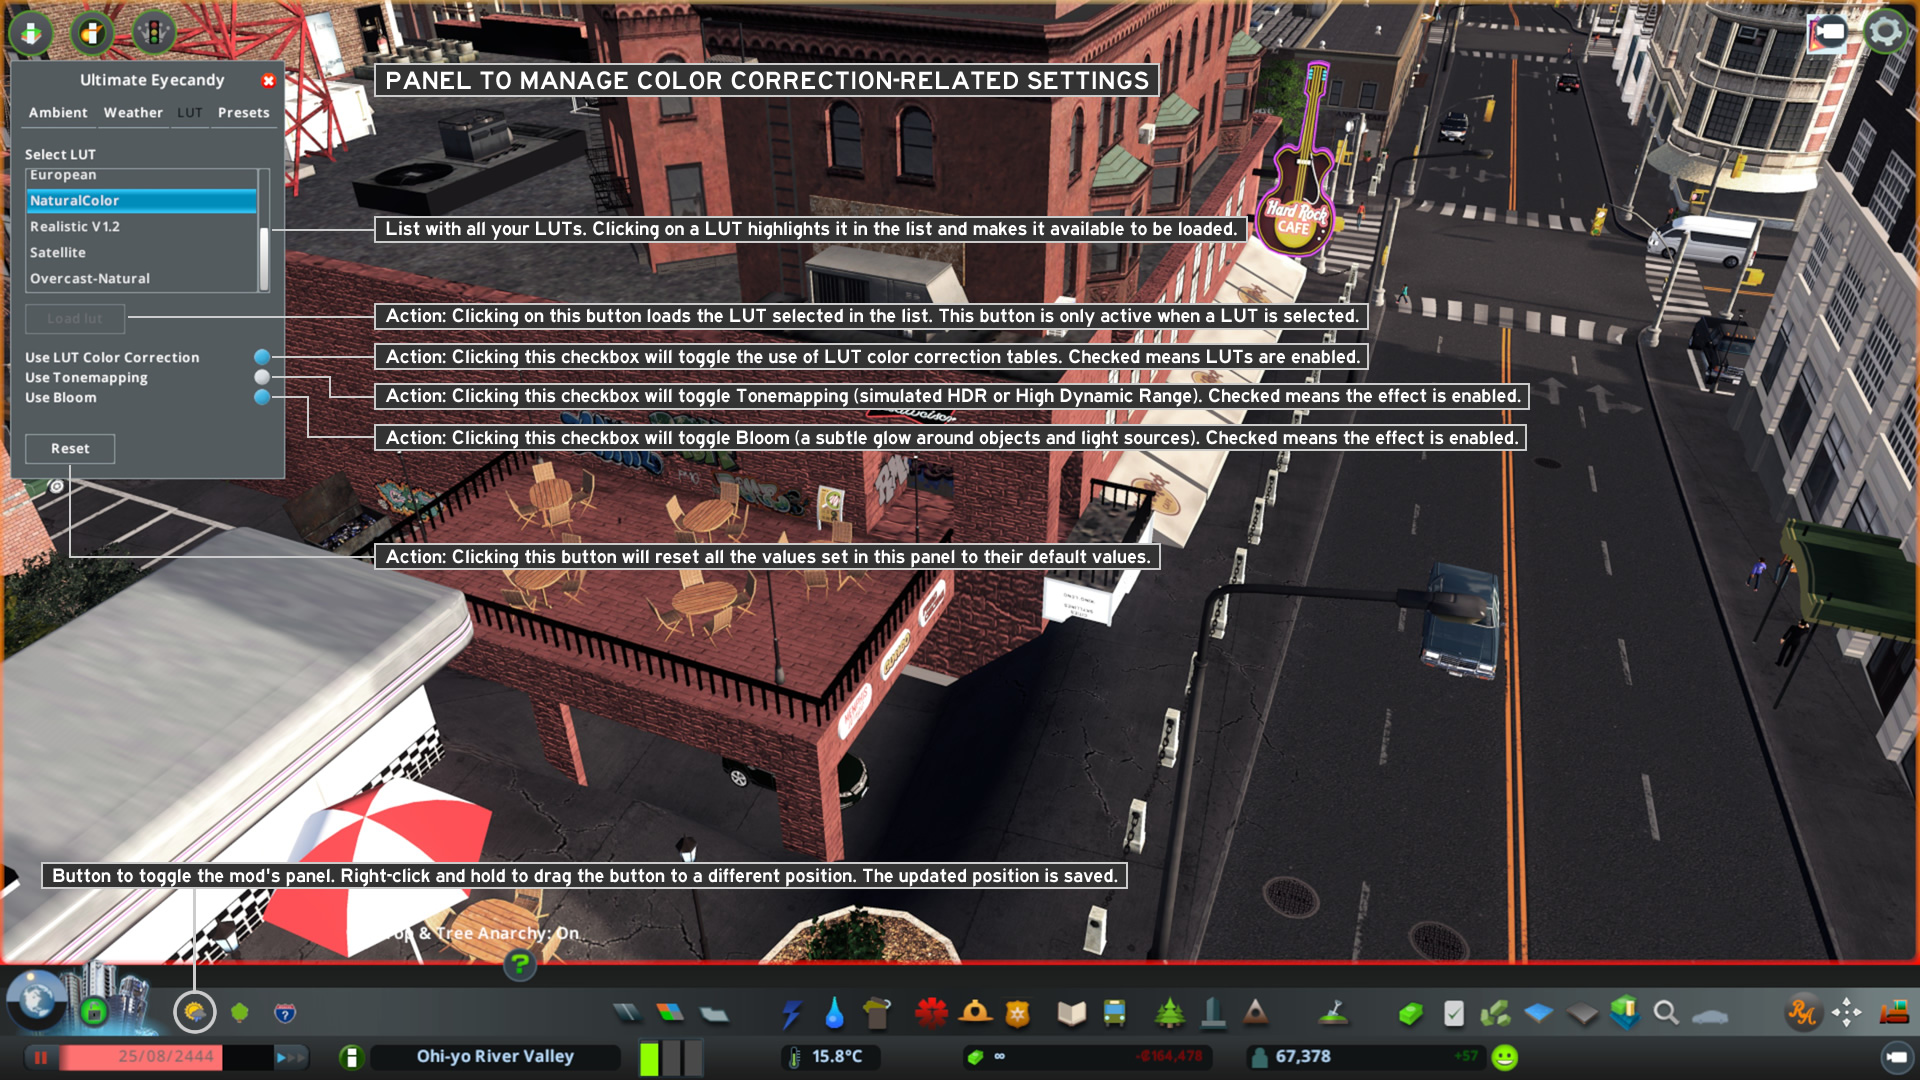 Ultimate Eyecandy
PANEL TO MANAGE COLOR CORRECTION-RELATED SETTINGS
Ambient Weather LUT Presets
Select LUT
European
NaturalColor
Realistic V1.2
Satellite
Overcast-Natural
List with all your LUTs. Clicking on a LUT highlights it in the list and makes it available to be loaded.
Hard Rock
CAFE
Load lut
Action: Clicking on this button loads the LUT selected in the list. This button is only active when a LUT is selected.
Use LUT Color Correction
Action: Clicking this checkbox will toggle the use of LUT color correction tables. Checked means LUTs are enabled.
Use Tonemapping
Action: Clicking this checkbox will toggle Tonemapping (simulated HDR or High Dynamic Range). Checked means the effect is enabled.
Use Bloom
Action: Clicking this checkbox will toggle Bloom (a subtle glow around objects and light sources). Checked means the effect is enabled.
Reset
Action: Clicking this button will reset all the values set in this panel to their default values.
Button to toggle the mod's panel. Right-click and hold to drag the button to a different position. The updated position is saved.
& Tree Anarchy: On
?
?
25/08/2444
Ohi-yo River Valley
15.8°C
∞
-₡164,478
67,378
+57